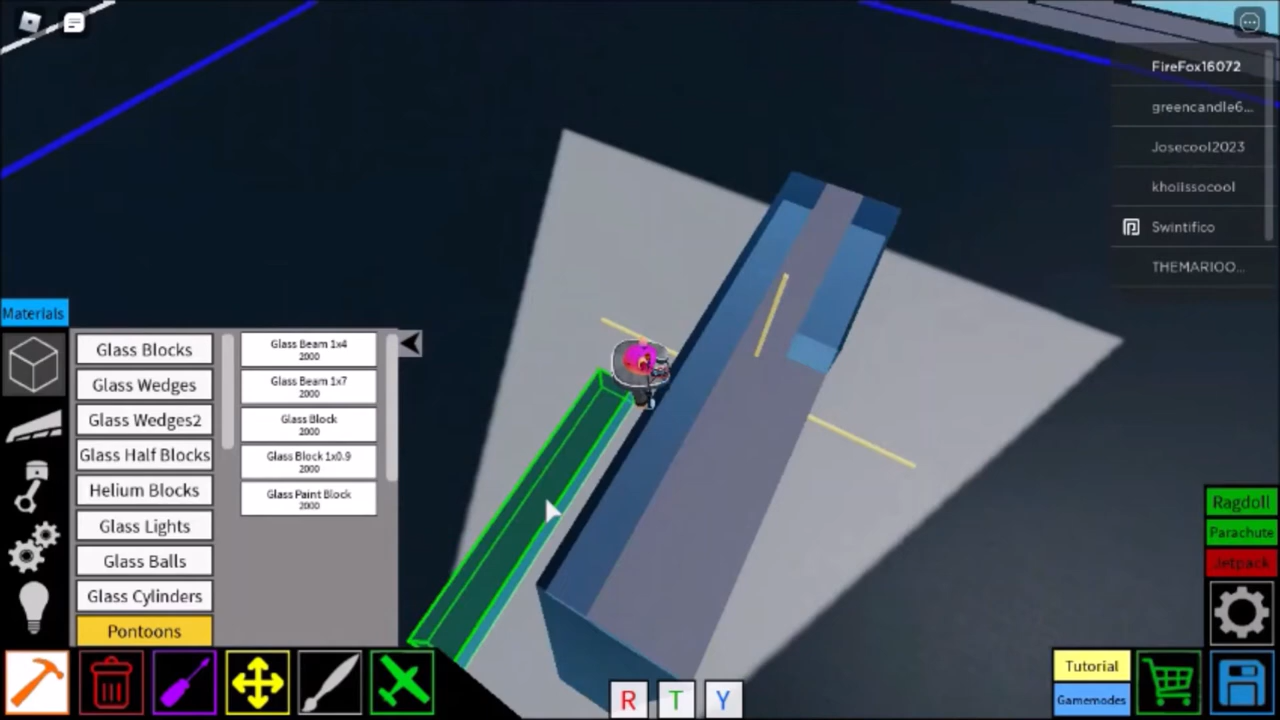 FireFox16072
greencandle6...
Josecool2023
khoiissocool
Swintifico
THEMARIOO...
Materials
Glass Blocks
Glass Wedges
Glass Wedges2
Glass Half Blocks
Helium Blocks
Glass Lights
Glass Balls
Glass Cylinders
Pontoons
Glass Beam 1x4
2000
Glass Beam 1x7
2000
Glass Block
2000
Glass Block 1x0.9
2000
Glass Paint Block
2000
Ragdoll
Parachute
Jetpack
Tutorial
Gamemodes
R T Y